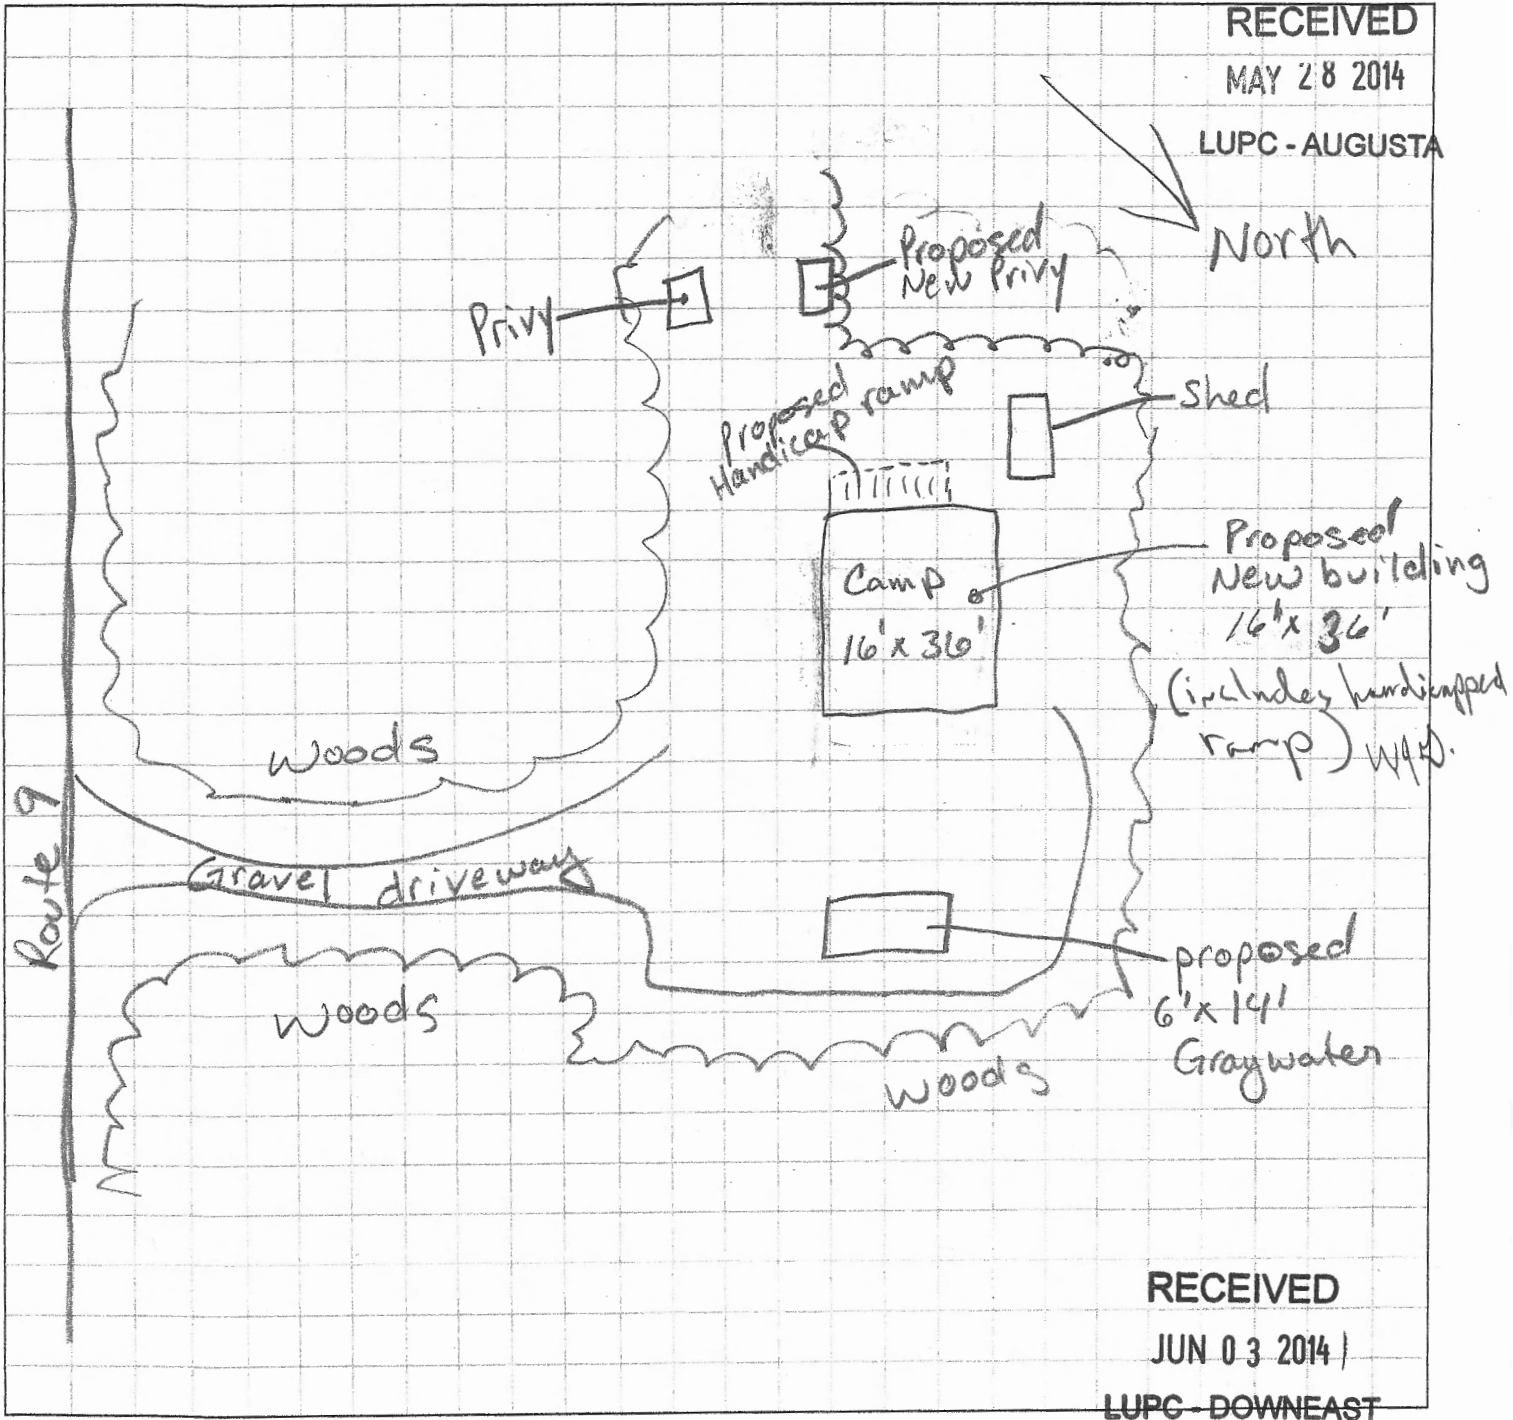 RECEIVED
MAY 28 2014
LUPC - AUGUSTA
North
Proposed
New Privy
Privy
Proposed
Handicap ramp
Shed
Camp
16' x 36'
Proposed
New building
16' x 36'
(includes handicapped
ramp)
Woods
Route 9
Gravel driveway
Woods
proposed
6' x 14'
Graywater
Woods
RECEIVED
JUN 03 2014
LUPC - DOWNEAST